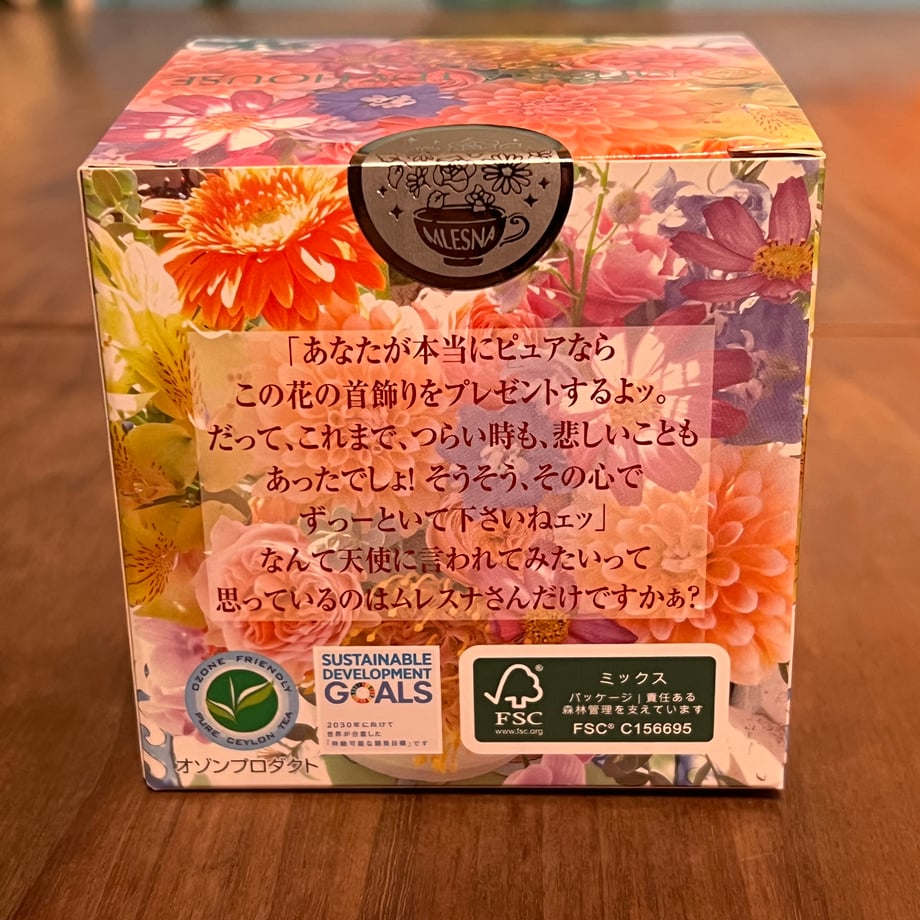 MLESNA
「あなたが本当にピュアなら
この花の首飾りをプレゼントするよッ。
だって、これまで、つらい時も、悲しいことも
あったでしょ! そうそう、その心で
ずっーといて下さいねェッ」
なんて天使に言われてみたいって
思っているのはムレスナさんだけですかぁ?
OZONE FRIENDLY
PURE CEYLON TEA
オゾンプロダクト
SUSTAINABLE
DEVELOPMENT
GOALS
2030年に向けて
世界が合意した
「持続可能な開発目標」です
FSC®
www.fsc.org
ミックス
パッケージ | 責任ある
森林管理を支えています
FSC® C156695